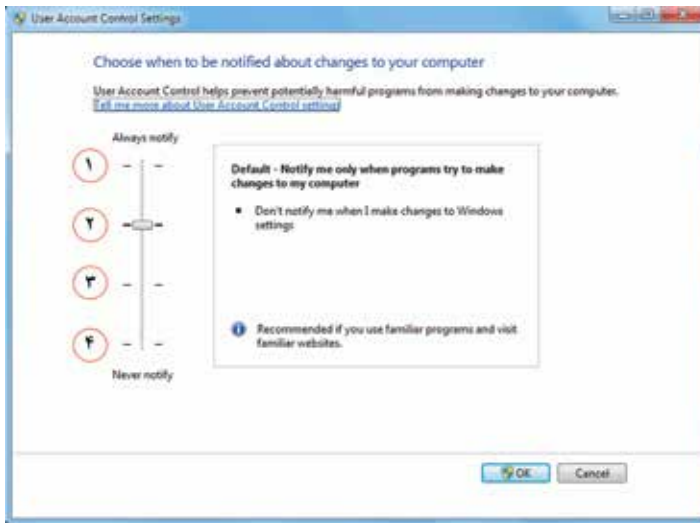 User Account Control Settings
Choose when to be notified about changes to your computer
User Account Control helps prevent potentially harmful programs from making changes to your computer.
Tell me more about User Account Control settings
Always notify
۱
۲
۳
۴
Never notify
Default - Notify me only when programs try to make
changes to my computer
Don't notify me when I make changes to Windows
settings
Recommended if you use familiar programs and visit
familiar websites.
OK
Cancel